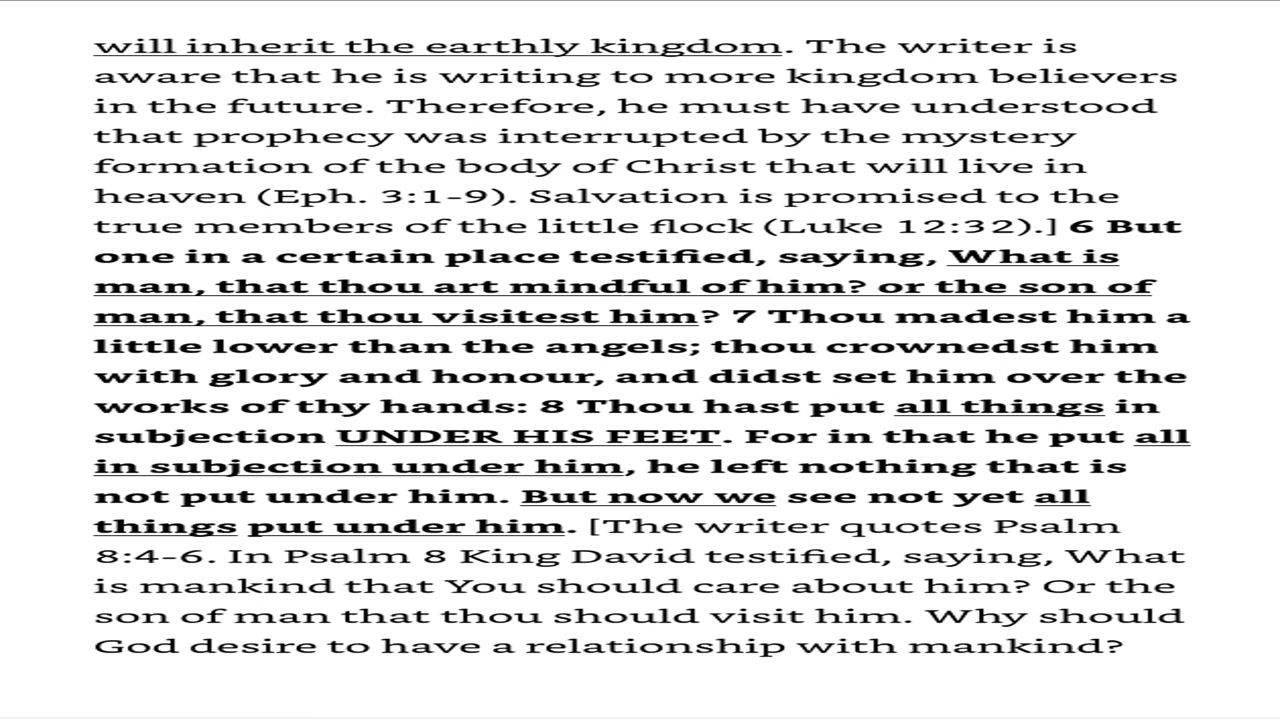 will inherit the earthly kingdom. The writer is
aware that he is writing to more kingdom believers
in the future. Therefore, he must have understood
that prophecy was interrupted by the mystery
formation of the body of Christ that will live in
heaven (Eph. 3:1-9). Salvation is promised to the
true members of the little flock (Luke 12:32).] 6 But
one in a certain place testified, saying, What is
man, that thou art mindful of him? or the son of
man, that thou visitest him? 7 Thou madest him a
little lower than the angels; thou crownedst him
with glory and honour, and didst set him over the
works of thy hands: 8 Thou hast put all things in
subjection UNDER HIS FEET. For in that he put all
in subjection under him, he left nothing that is
not put under him. But now we see not yet all
things put under him. [The writer quotes Psalm
8:4-6. In Psalm 8 King David testified, saying, What
is mankind that You should care about him? Or the
son of man that thou should visit him. Why should
God desire to have a relationship with mankind?